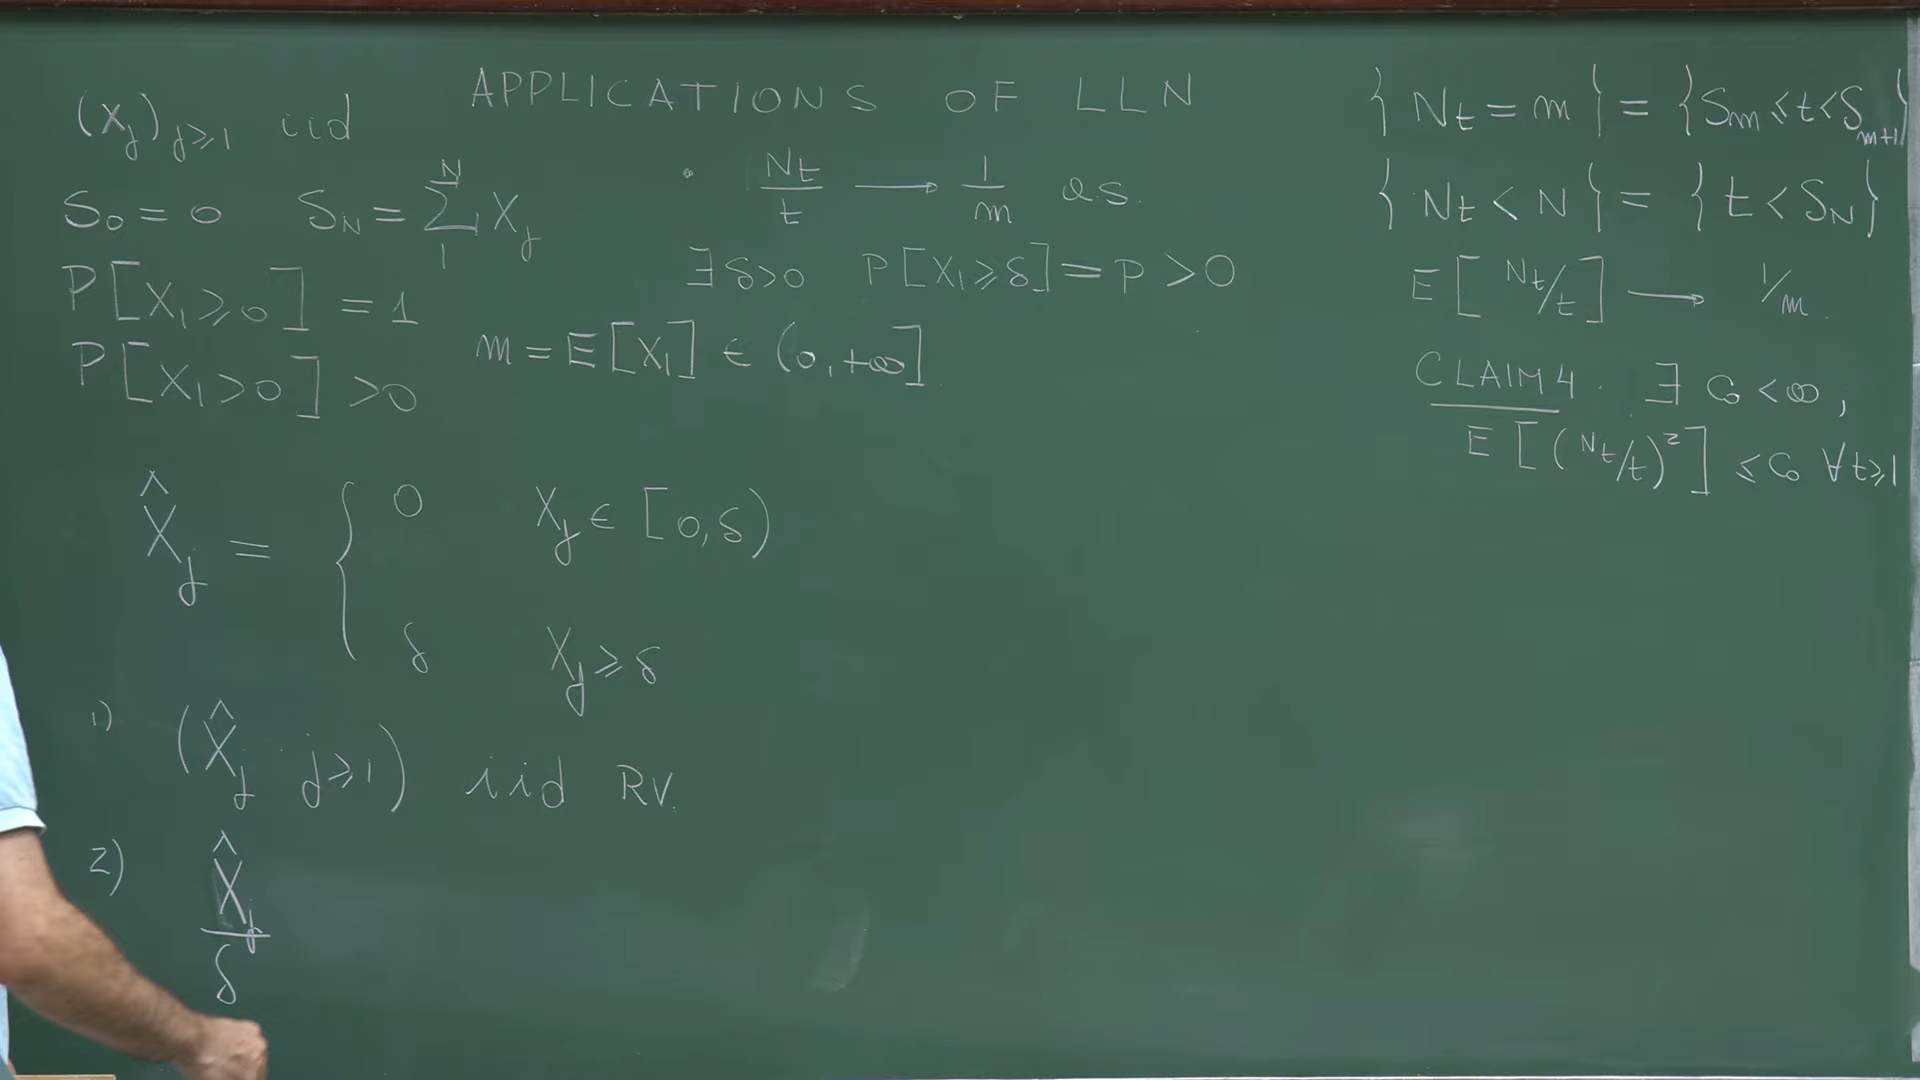 APPLICATIONS OF LLN
(X_j)_{j≥1} iid
S_0 = 0 S_N = ∑_1^N X_j
P[X_1 ≥ 0] = 1
P[X_1 > 0] > 0
• N_t/t → 1/m as.
∃ δ>0 P[X_1 ≥ δ] = p > 0
m = E[X_1] ∈ (0, +∞].
X̂_j = { 0 X_j ∈ [0, δ)
δ X_j ≥ δ
1) (X̂_j j≥1) iid RV.
2) X̂_j/δ
{N_t = m} = {S_m ≤ t < S_{m+1}}
{N_t < N} = {t < S_N}
E[N_t/t] → 1/m.
CLAIM 4. ∃ C_0 < ∞,
E[(N_t/t)^2] ≤ C_0 ∀ t ≥ 1